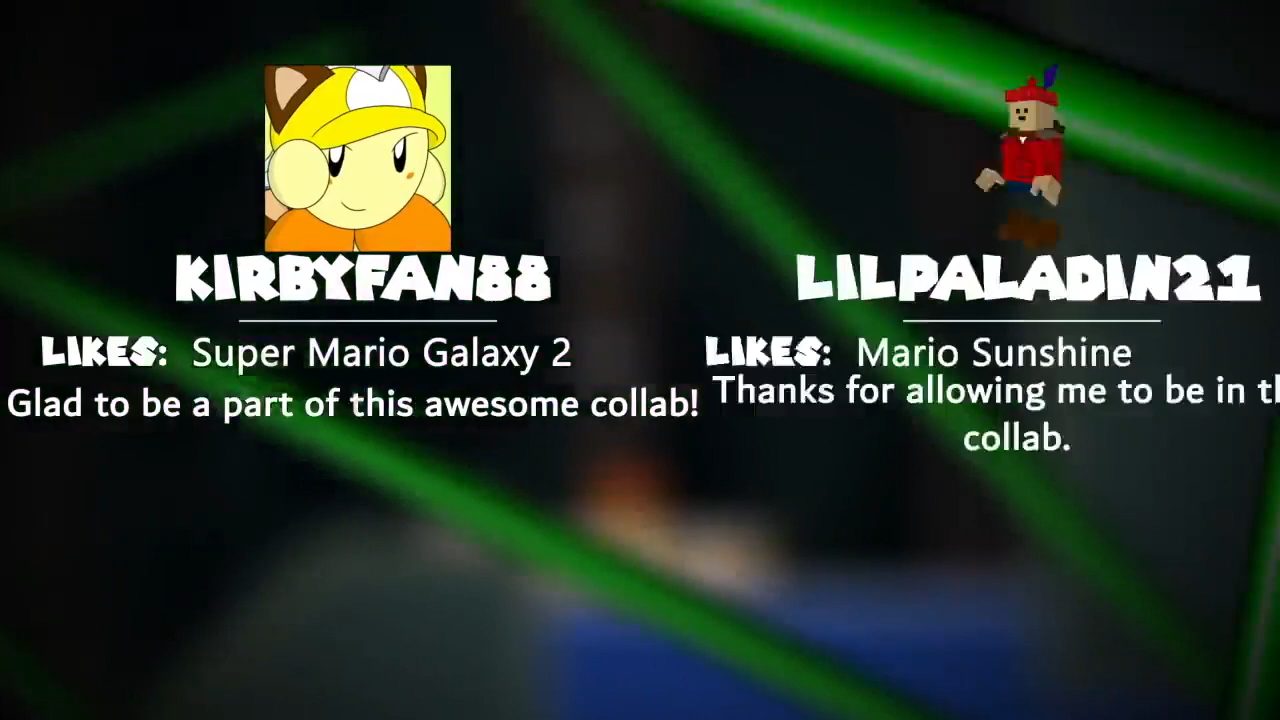 KIRBYFAN88
LIKES: Super Mario Galaxy 2
Glad to be a part of this awesome collab!
LILPALADIN21
LIKES: Mario Sunshine
Thanks for allowing me to be in
collab.